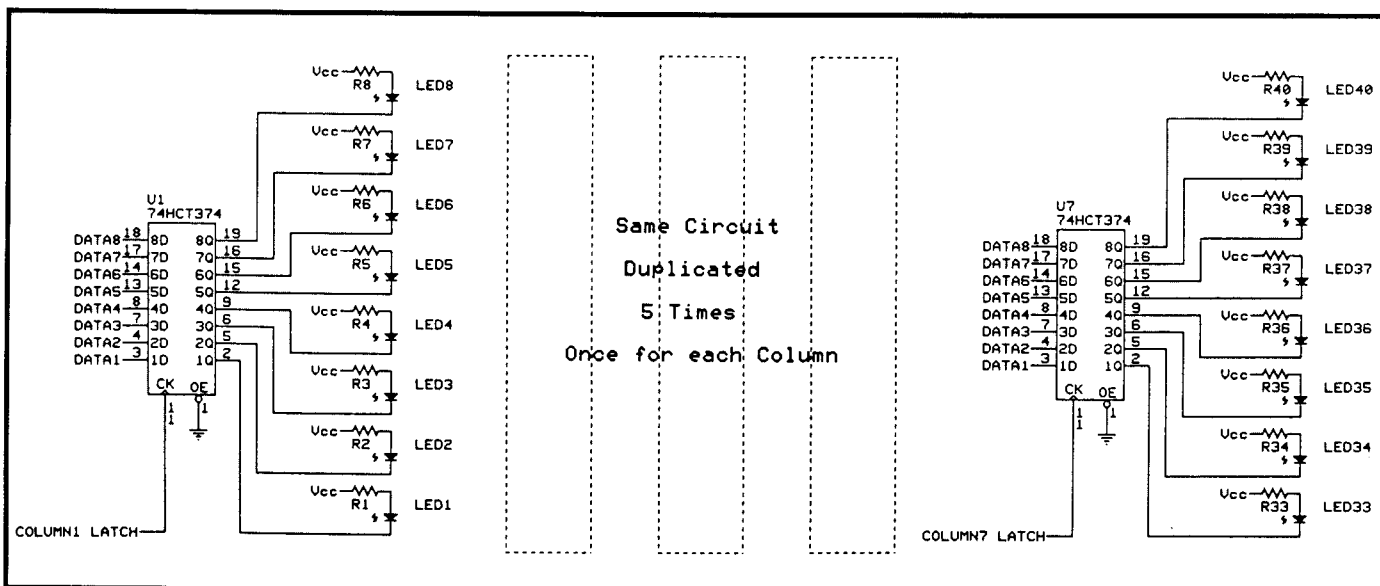 Vcc
R8
LED8
Vcc
R7
LED7
Vcc
R6
LED6
Vcc
R5
LED5
Vcc
R4
LED4
Vcc
R3
LED3
Vcc
R2
LED2
Vcc
R1
LED1
U1
74HCT374
DATA8 18 8D 8Q 19
DATA7 17 7D 7Q 16
DATA6 14 6D 6Q 15
DATA5 13 5D 5Q 12
DATA4 8 4D 4Q 9
DATA3 7 3D 3Q 6
DATA2 4 2D 2Q 5
DATA1 3 1D 1Q 2
CK OE
11 1
COLUMN1 LATCH
Same Circuit
Duplicated
5 Times
Once for each Column
Vcc
R40
LED40
Vcc
R39
LED39
Vcc
R38
LED38
Vcc
R37
LED37
Vcc
R36
LED36
Vcc
R35
LED35
Vcc
R34
LED34
Vcc
R33
LED33
U7
74HCT374
DATA8 18 8D 8Q 19
DATA7 17 7D 7Q 16
DATA6 14 6D 6Q 15
DATA5 13 5D 5Q 12
DATA4 8 4D 4Q 9
DATA3 7 3D 3Q 6
DATA2 4 2D 2Q 5
DATA1 3 1D 1Q 2
CK OE
11 1
COLUMN7 LATCH